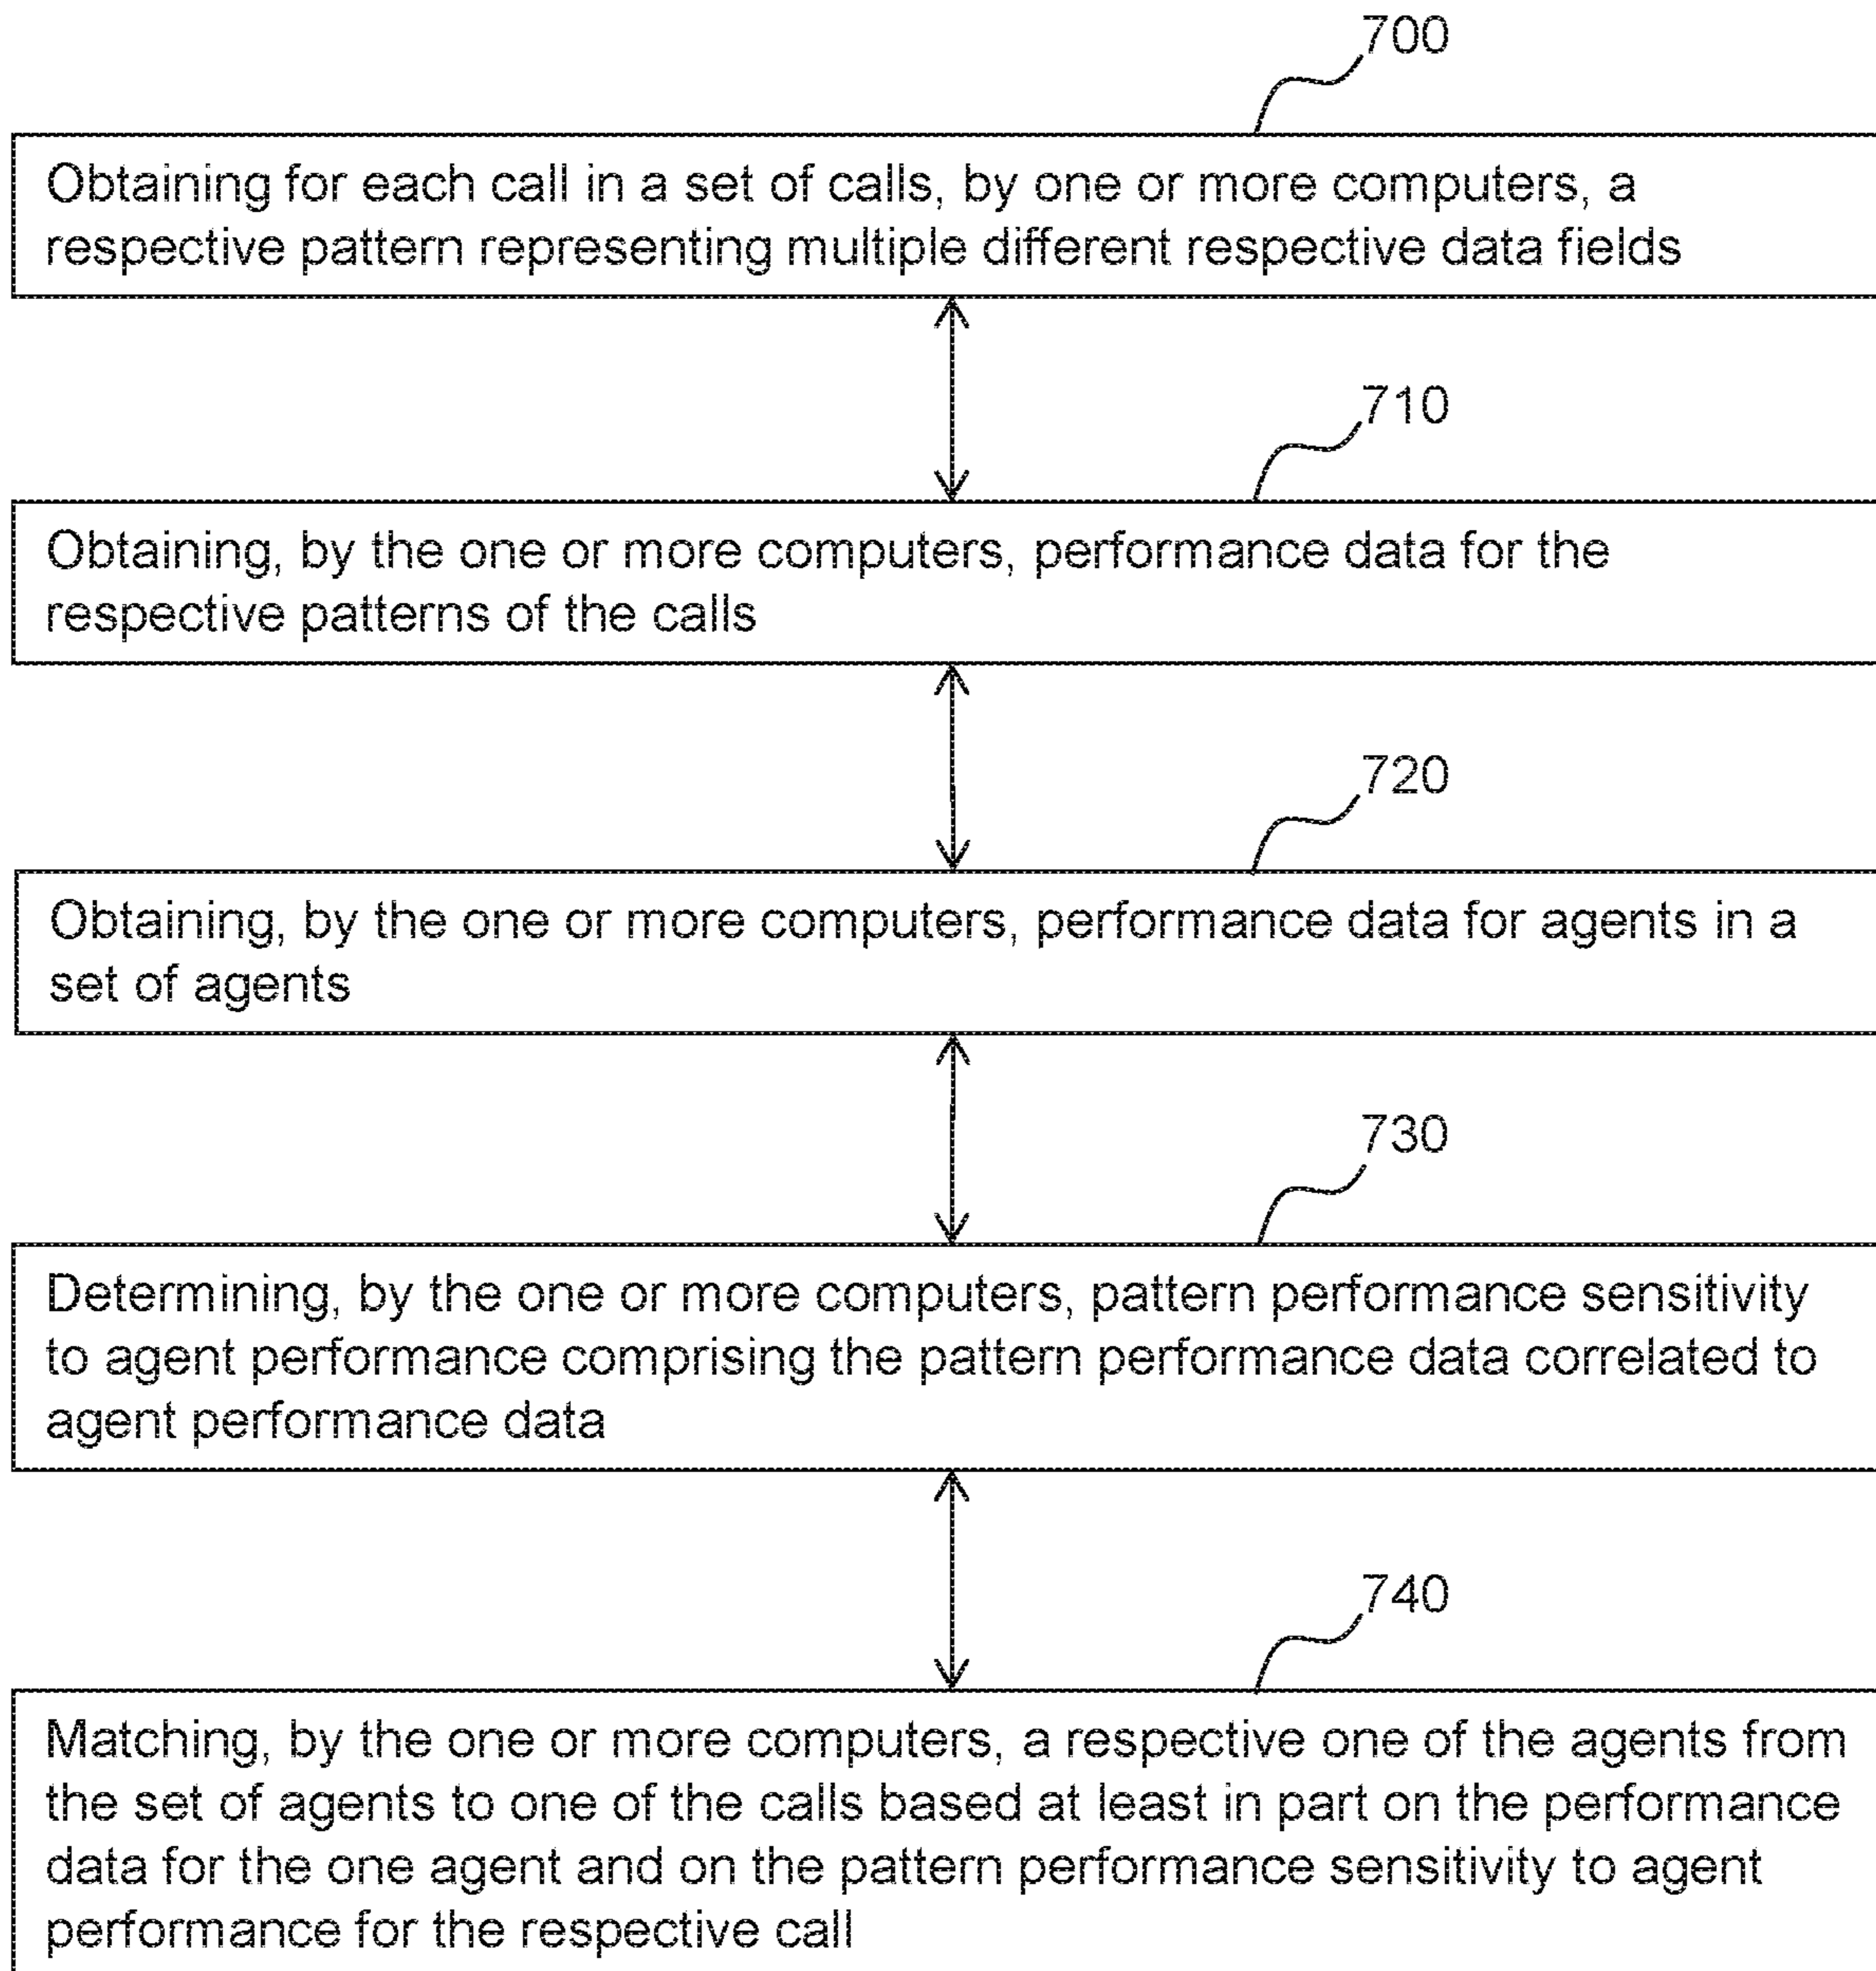 700
Obtaining for each call in a set of calls, by one or more computers, a
respective pattern representing multiple different respective data fields
710
Obtaining, by the one or more computers, performance data for the
respective patterns of the calls
720
Obtaining, by the one or more computers, performance data for agents in a
set of agents
730
Determining, by the one or more computers, pattern performance sensitivity
to agent performance comprising the pattern performance data correlated to
agent performance data
740
Matching, by the one or more computers, a respective one of the agents from
the set of agents to one of the calls based at least in part on the performance
data for the one agent and on the pattern performance sensitivity to agent
performance for the respective call